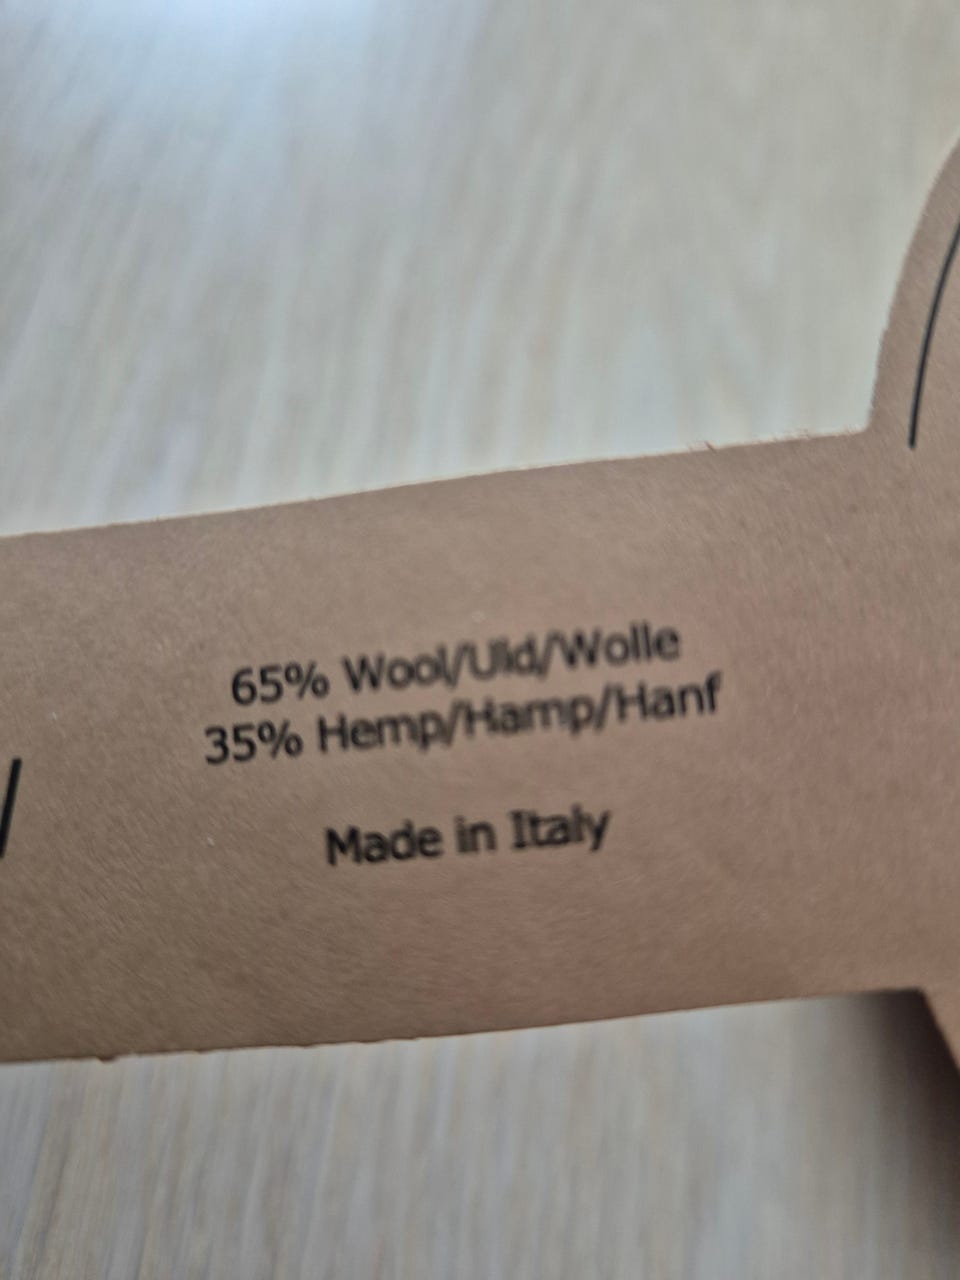 65% Wool/Uld/Wolle
35% Hemp/Hamp/Hanf
Made in Italy